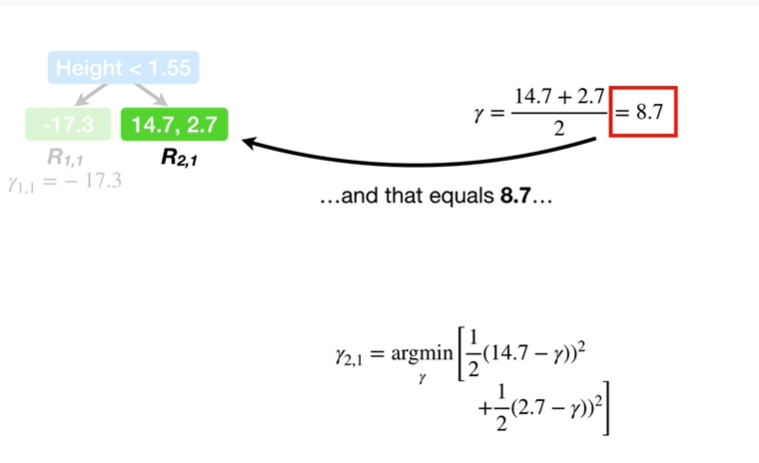 Height < 1.55
-17.3
14.7, 2.7
R1,1
R2,1
γ1,1 = − 17.3
γ = (14.7 + 2.7)/2 = 8.7
…and that equals 8.7…
γ2,1 = argmin γ [1/2(14.7 − γ))²
+1/2(2.7 − γ))²]